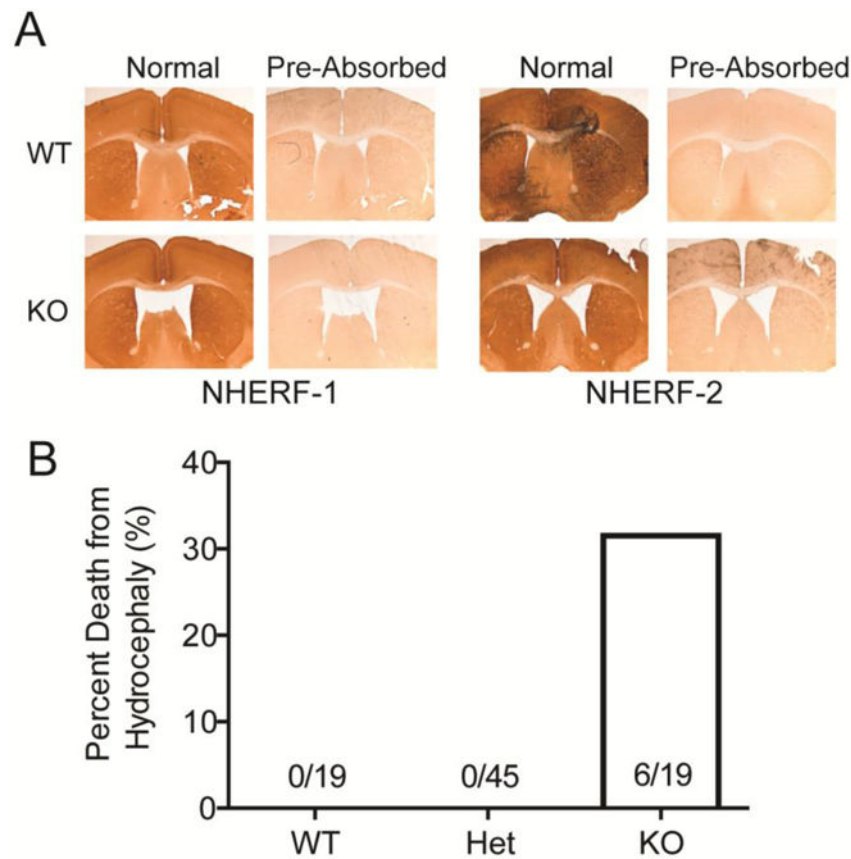 A
Normal Pre-Absorbed Normal Pre-Absorbed
WT
KO
NHERF-1 NHERF-2
B
Percent Death from
Hydrocephaly (%)
40
30
20
10
0
0/19 0/45 6/19
WT Het KO